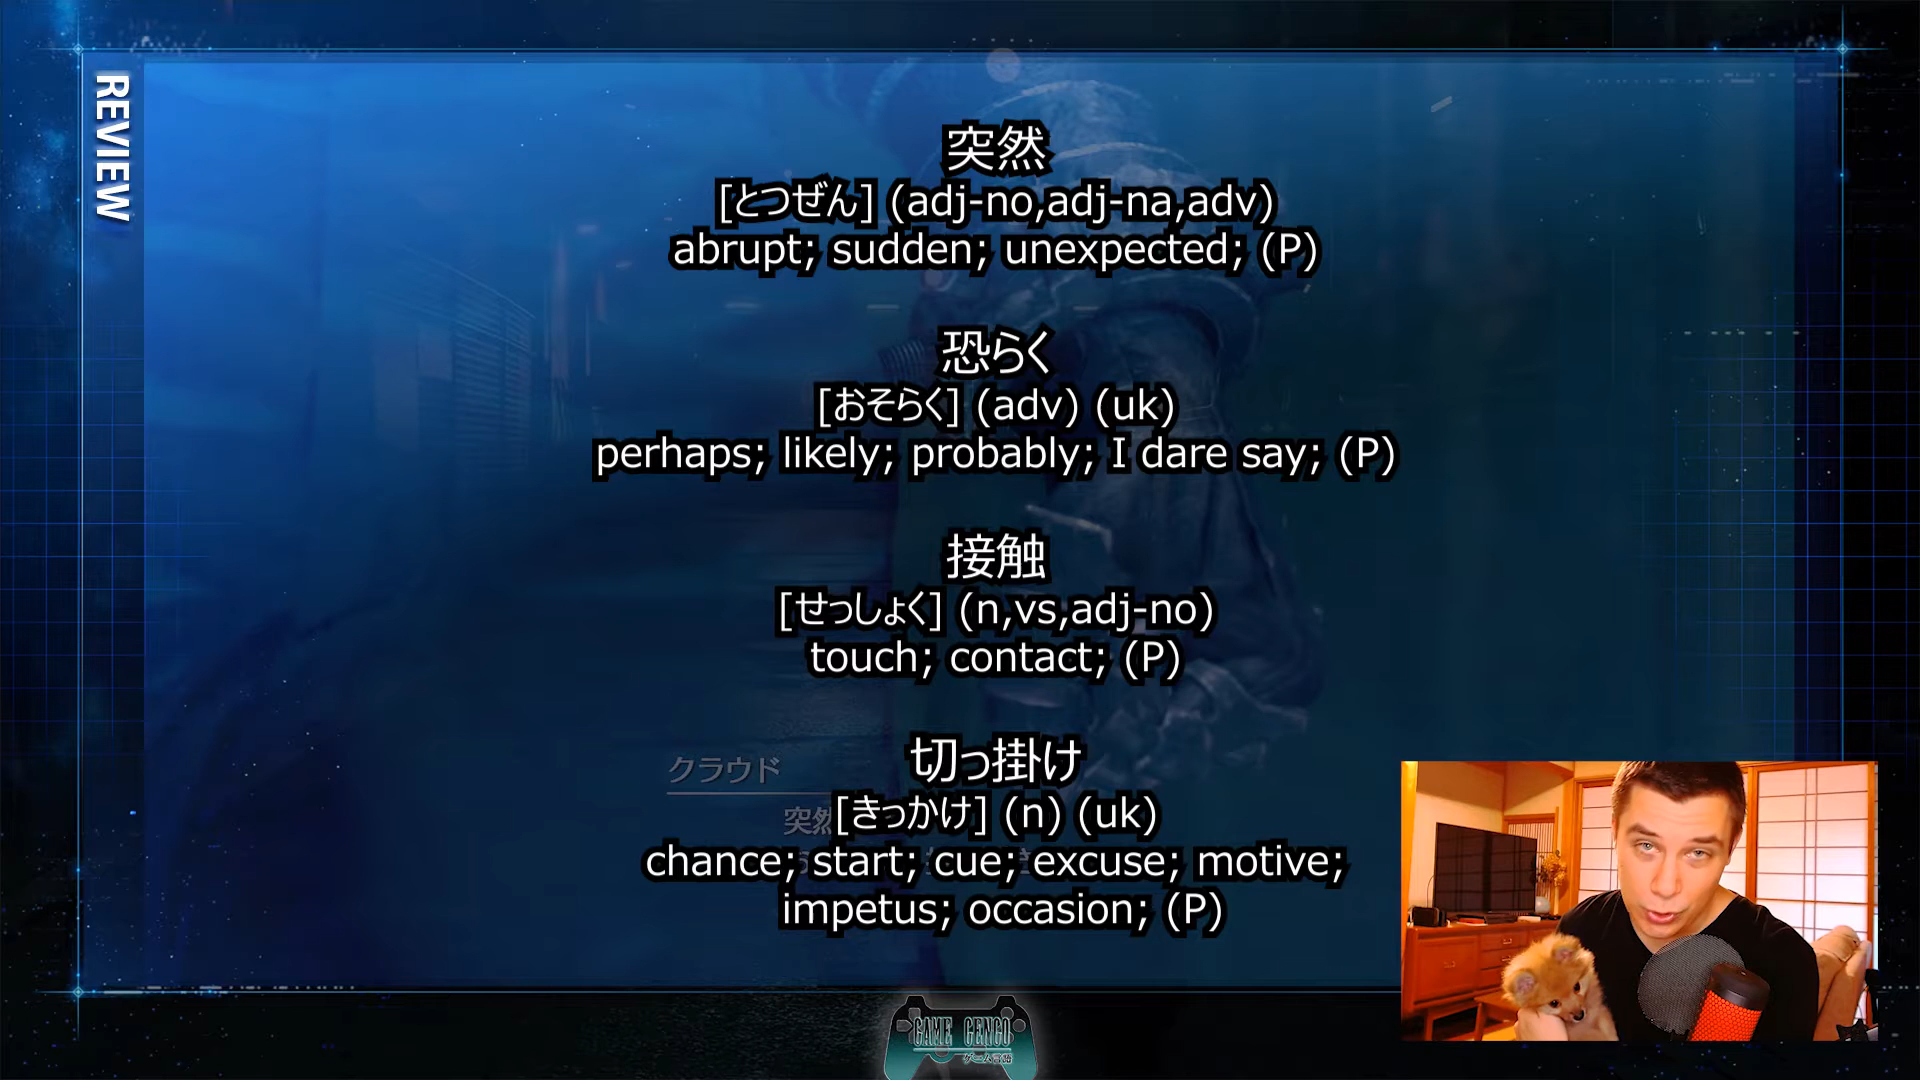 REVIEW
突然
[とつぜん] (adj-no,adj-na,adv)
abrupt; sudden; unexpected; (P)
恐らく
[おそらく] (adv) (uk)
perhaps; likely; probably; I dare say; (P)
接触
[せっしょく] (n,vs,adj-no)
touch; contact; (P)
クラウド
切っ掛け
突然
[きっかけ] (n) (uk)
chance; start; cue; excuse; motive;
impetus; occasion; (P)
GAME GENGO
ゲーム言語